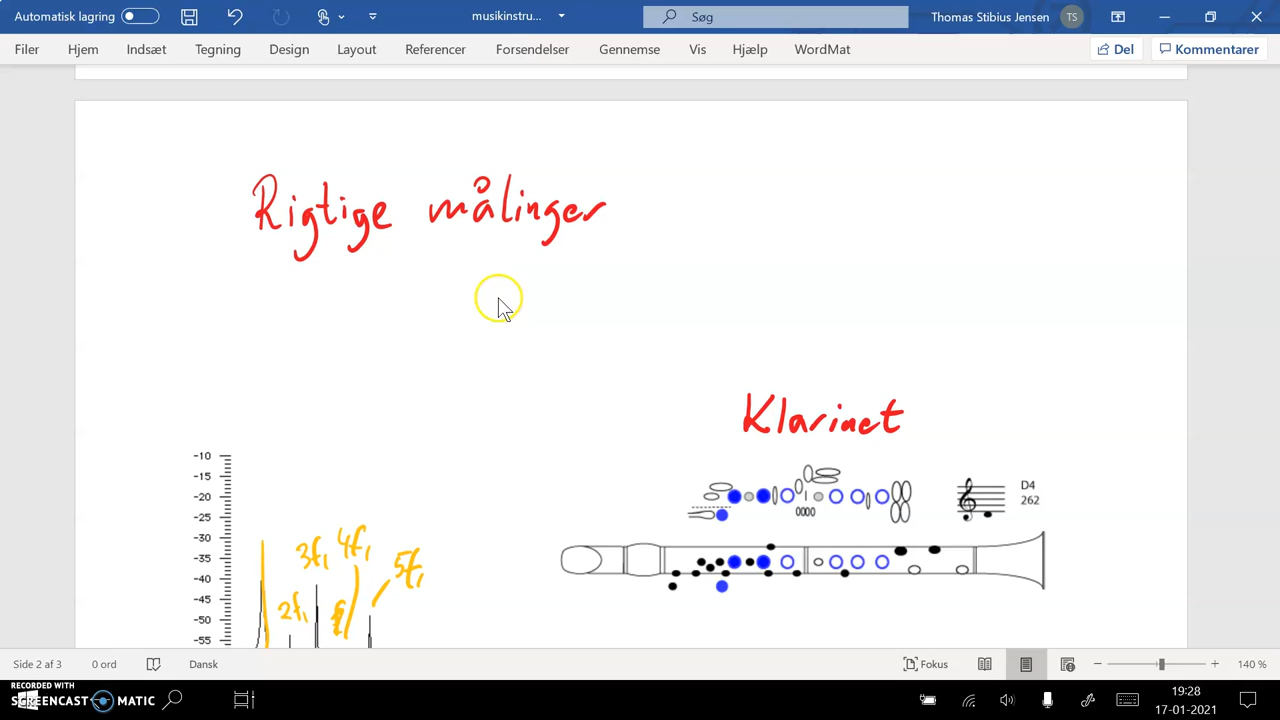 Automatisk lagring
musikinstru...
Søg
Thomas Stibius Jensen
TS
Filer
Hjem
Indsæt
Tegning
Design
Layout
Referencer
Forsendelser
Gennemse
Vis
Hjælp
WordMat
Del
Kommentarer
Rigtige målinger
Klarinet
D4
262
-10
-15
-20
-25
-30
-35
-40
-45
-50
-55
2f₁
3f₁
4f₁
5f₁
Side 2 af 3
0 ord
Dansk
Fokus
140 %
RECORDED WITH
SCREENCAST MATIC
19:28
17-01-2021